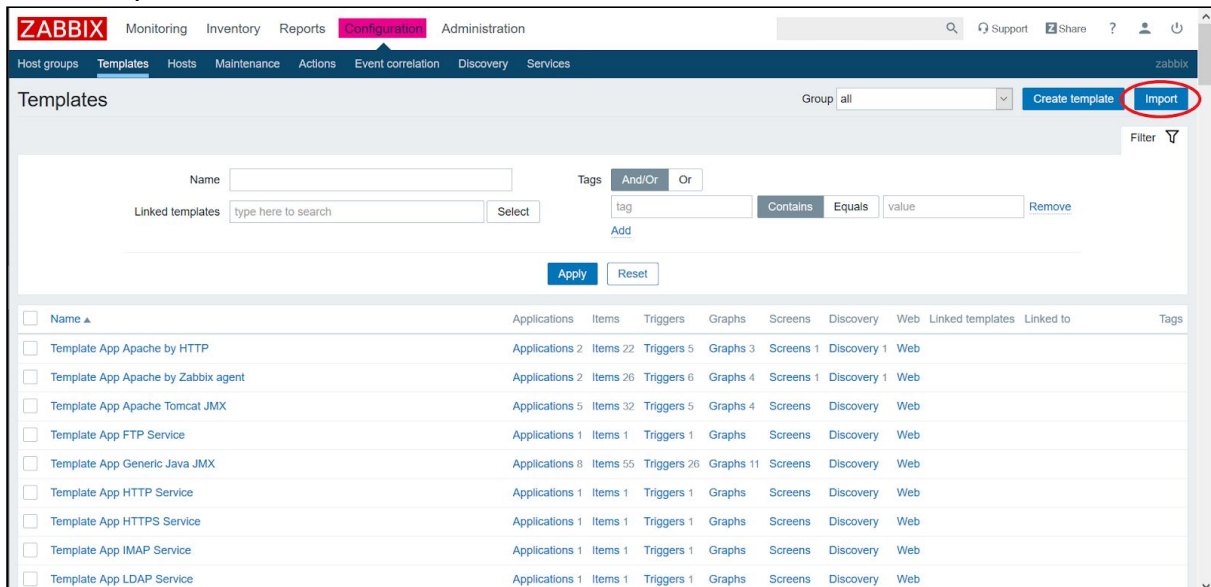 ZABBIX Monitoring Inventory Reports Configuration Administration Support Z Share ?
Host groups Templates Hosts Maintenance Actions Event correlation Discovery Services zabbix
Templates Group all Create template Import
Filter
Name Tags And/Or Or
Linked templates type here to search Select tag Contains Equals value Remove
Add
Apply Reset
Name Applications Items Triggers Graphs Screens Discovery Web Linked templates Linked to Tags
Template App Apache by HTTP Applications 2 Items 22 Triggers 5 Graphs 3 Screens 1 Discovery 1 Web
Template App Apache by Zabbix agent Applications 2 Items 26 Triggers 6 Graphs 4 Screens 1 Discovery 1 Web
Template App Apache Tomcat JMX Applications 5 Items 32 Triggers 5 Graphs 4 Screens Discovery Web
Template App FTP Service Applications 1 Items 1 Triggers 1 Graphs Screens Discovery Web
Template App Generic Java JMX Applications 8 Items 55 Triggers 26 Graphs 11 Screens Discovery Web
Template App HTTP Service Applications 1 Items 1 Triggers 1 Graphs Screens Discovery Web
Template App HTTPS Service Applications 1 Items 1 Triggers 1 Graphs Screens Discovery Web
Template App IMAP Service Applications 1 Items 1 Triggers 1 Graphs Screens Discovery Web
Template App LDAP Service Applications 1 Items 1 Triggers 1 Graphs Screens Discovery Web